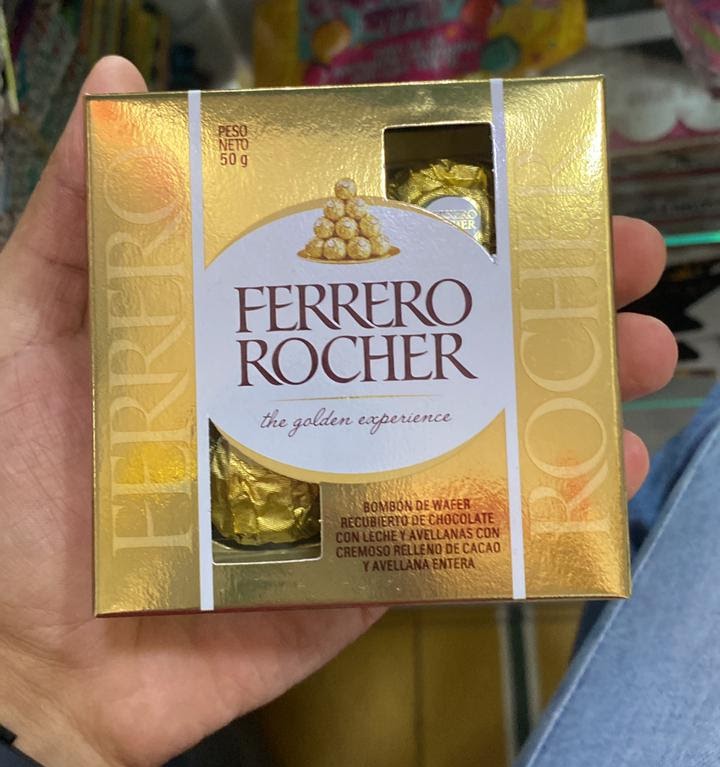 PESO
NETO
50 g
FERRERO
ROCHER
the golden experience
BOMBÓN DE WAFER
RECUBIERTO DE CHOCOLATE
CON LECHE Y AVELLANAS CON
CREMOSO RELLENO DE CACAO
Y AVELLANA ENTERA
FERRERO
ROCHER